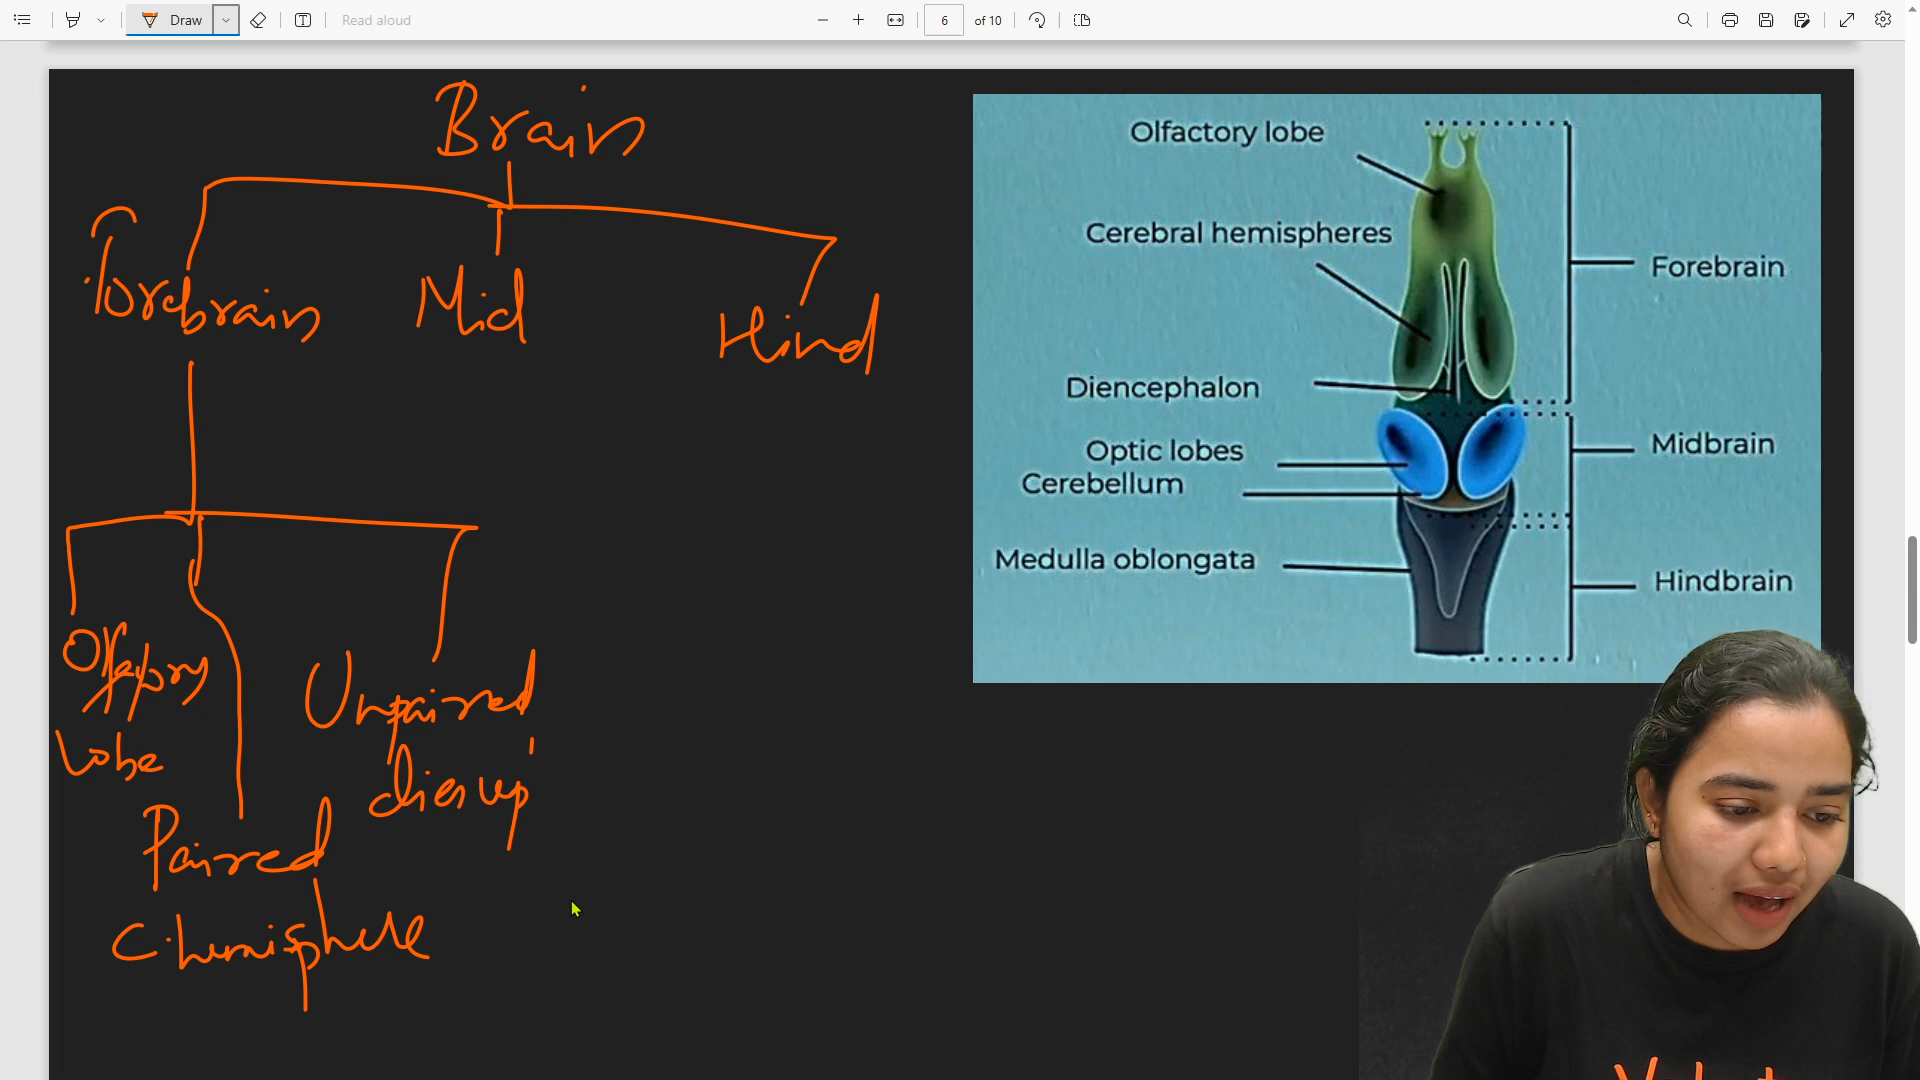 Draw
Read aloud
6
of 10
Brain
Forebrain
Mid
Hind
Olfactory
lobe
Unpaired
Paired
C.hemisphere
Olfactory lobe
Cerebral hemispheres
Forebrain
Diencephalon
Optic lobes
Midbrain
Cerebellum
Medulla oblongata
Hindbrain